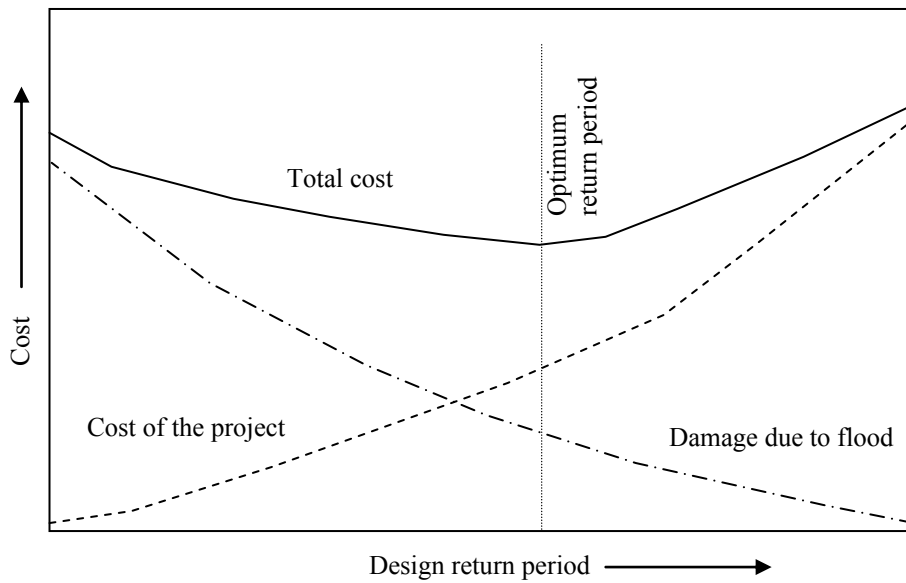 Optimum
return period
Total cost
Cost
Cost of the project
Damage due to flood
Design return period